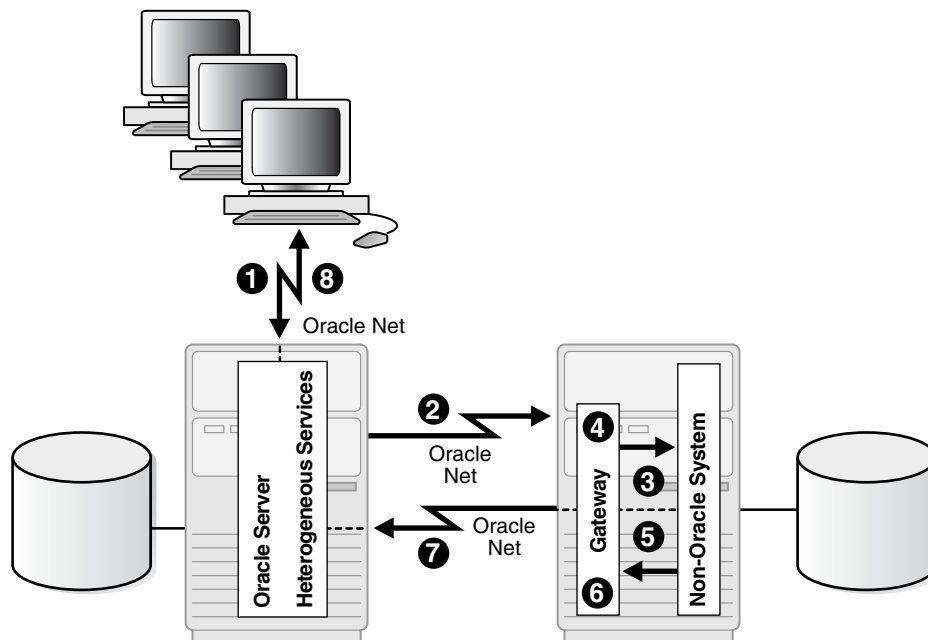 1
8
Oracle Net
Oracle Server
Heterogeneous Services
2
Oracle
Net
7
Oracle
Net
Gateway
4
3
5
6
Non-Oracle System